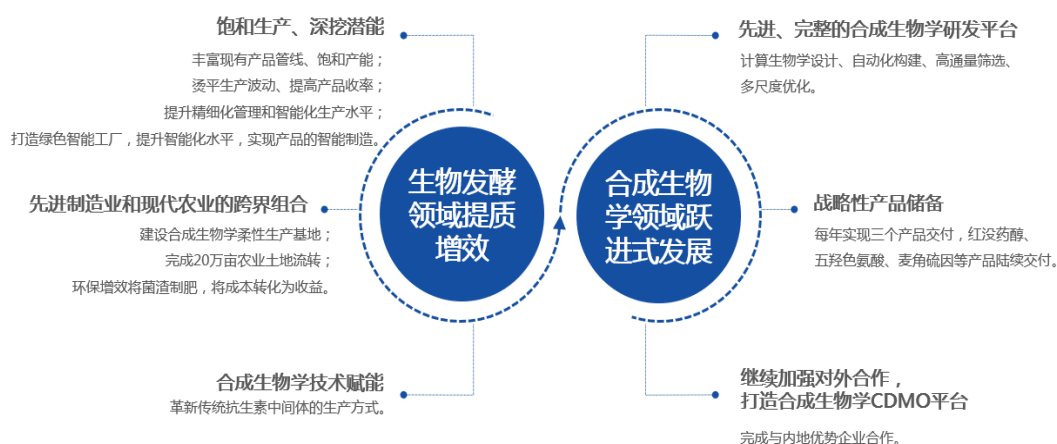 饱和生产、深挖潜能
丰富现有产品管线、饱和产能；
烫平生产波动、提高产品收率；
提升精细化管理和智能化生产水平；
打造绿色智能工厂，提升智能化水平，实现产品的智能制造。
先进制造业和现代农业的跨界组合
建设合成生物学柔性生产基地；
完成20万亩农业土地流转；
环保增效将菌渣制肥，将成本转化为收益。
合成生物学技术赋能
革新传统抗生素中间体的生产方式。
生物发酵
领域提质
增效
合成生物
学领域跃
进式发展
先进、完整的合成生物学研发平台
计算生物学设计、自动化构建、高通量筛选、
多尺度优化。
战略性产品储备
每年实现三个产品交付，红没药醇、
五羟色氨酸、麦角硫因等产品陆续交付。
继续加强对外合作，
打造合成生物学CDMO平台
完成与内地优势企业合作。